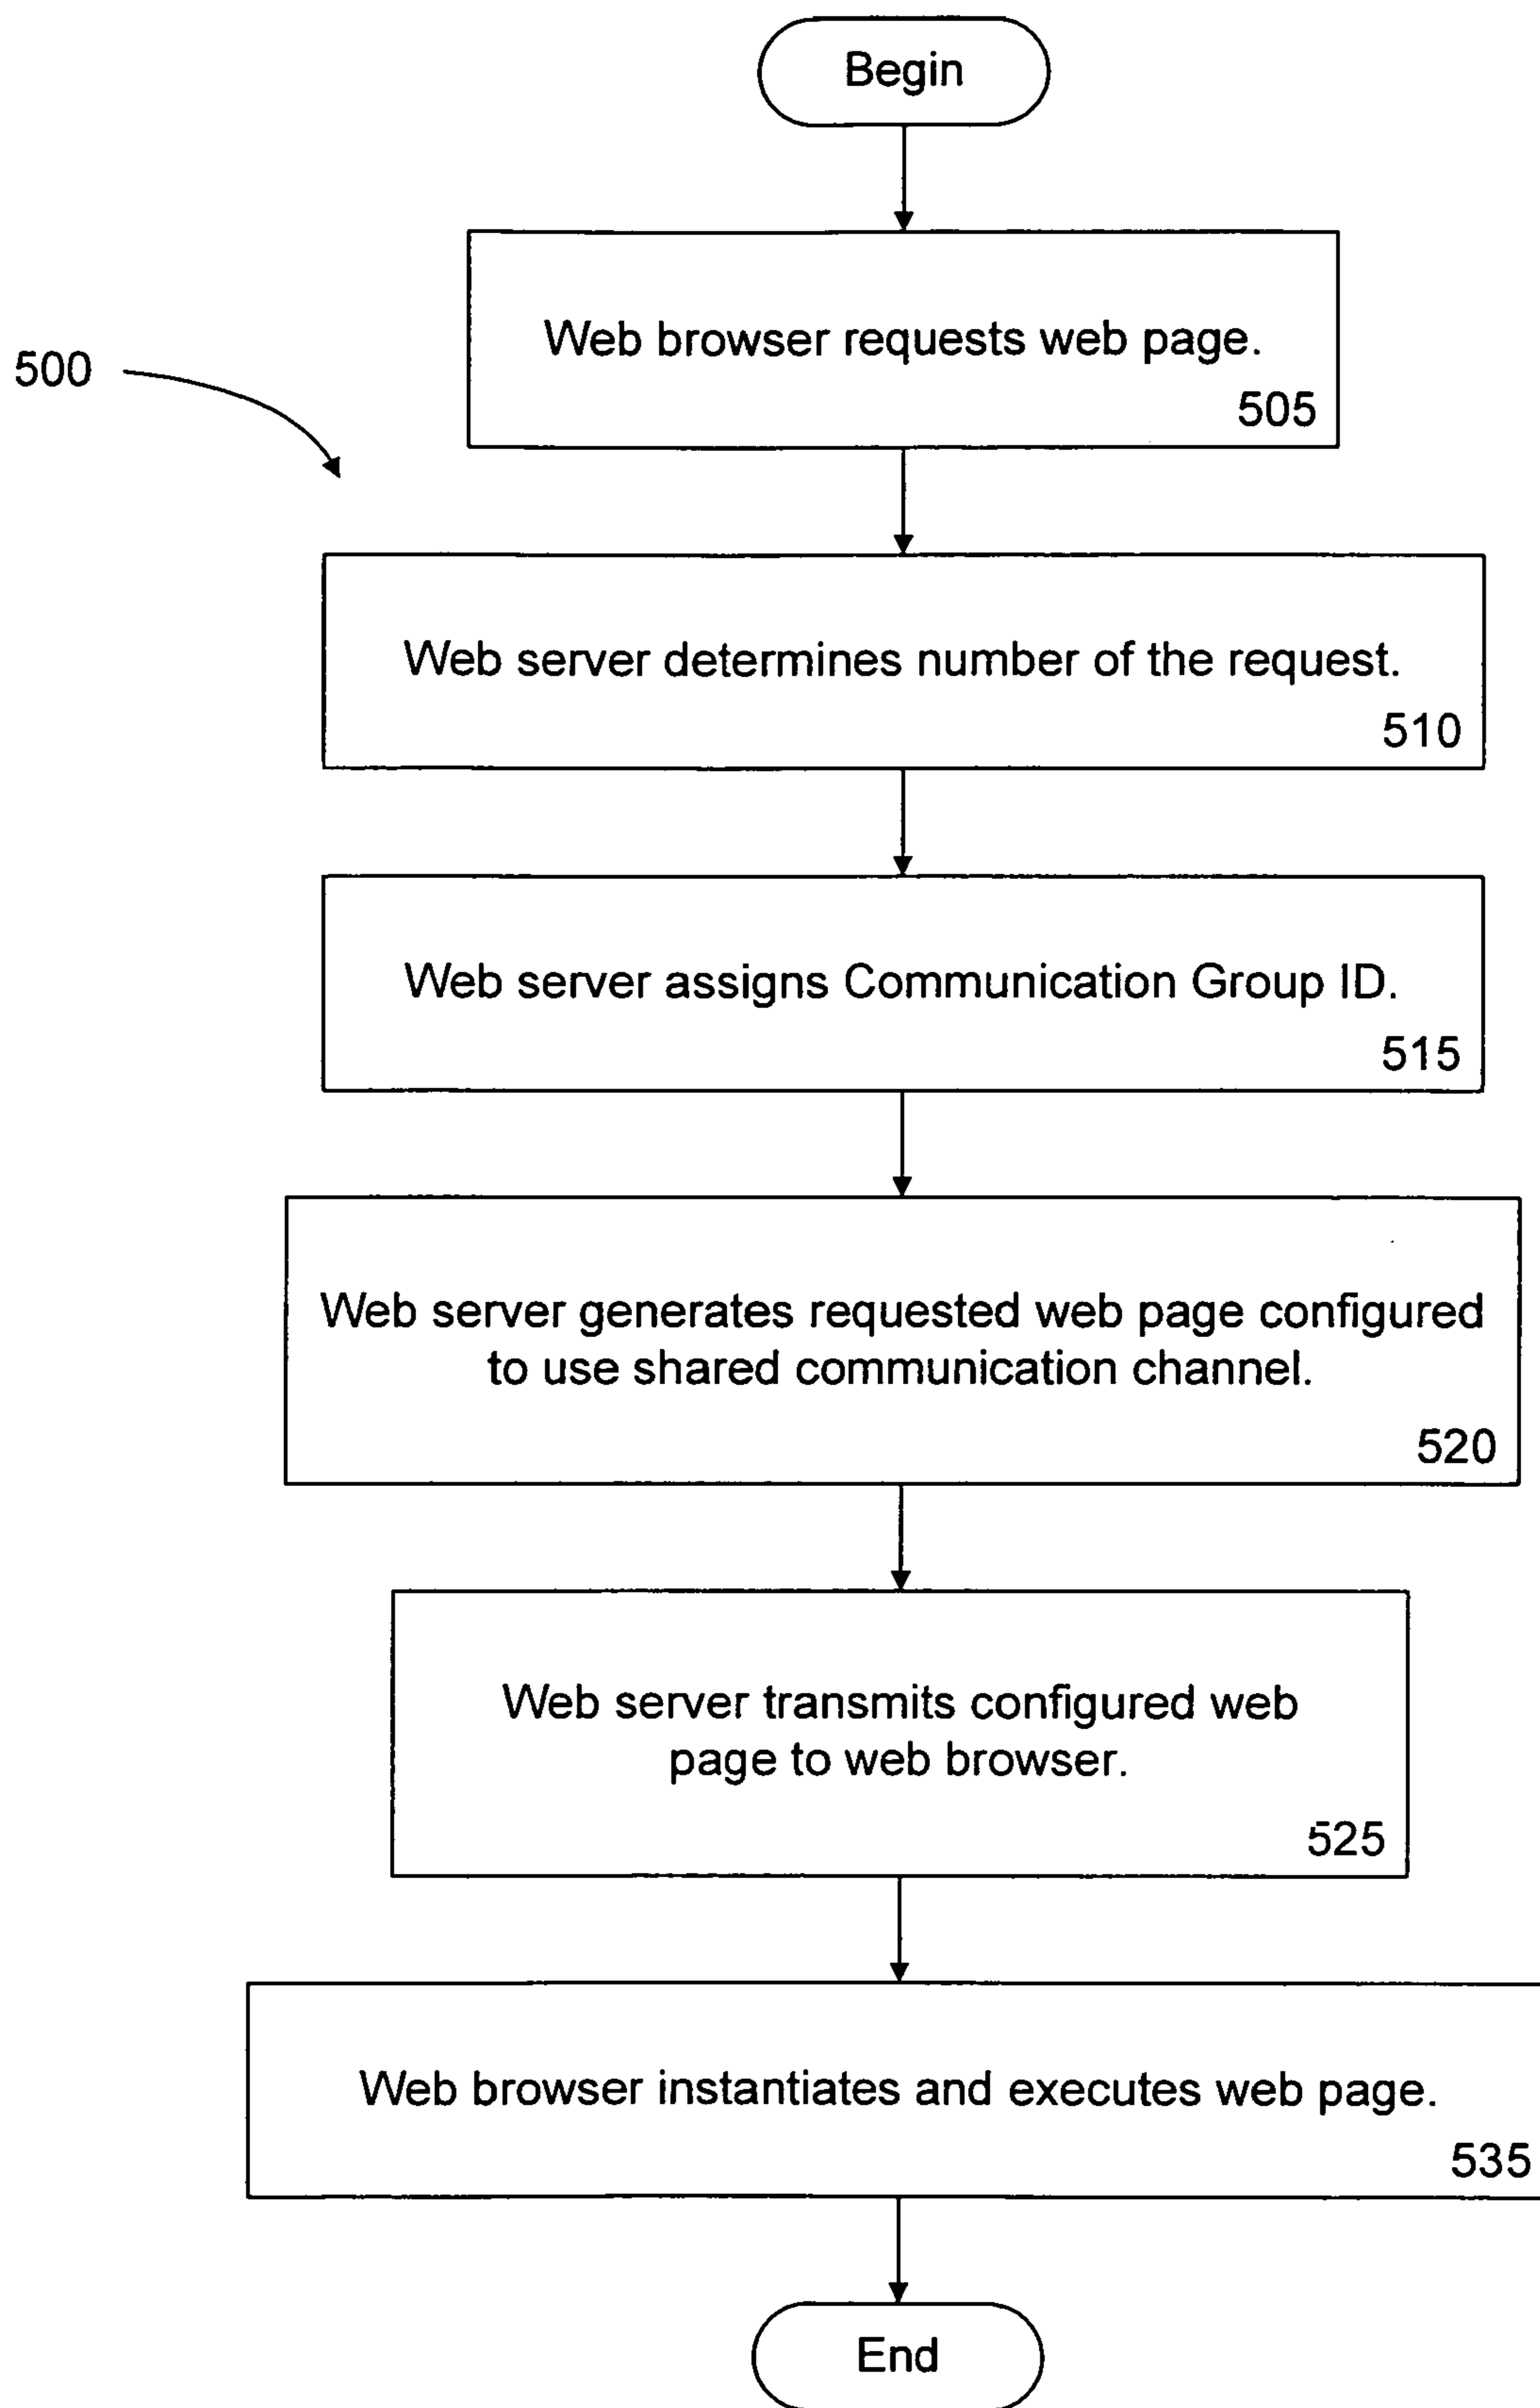 Begin
Web browser requests web page.
505
500
Web server determines number of the request.
510
Web server assigns Communication Group ID.
515
Web server generates requested web page configured
to use shared communication channel.
520
Web server transmits configured web
page to web browser.
525
Web browser instantiates and executes web page.
535
End